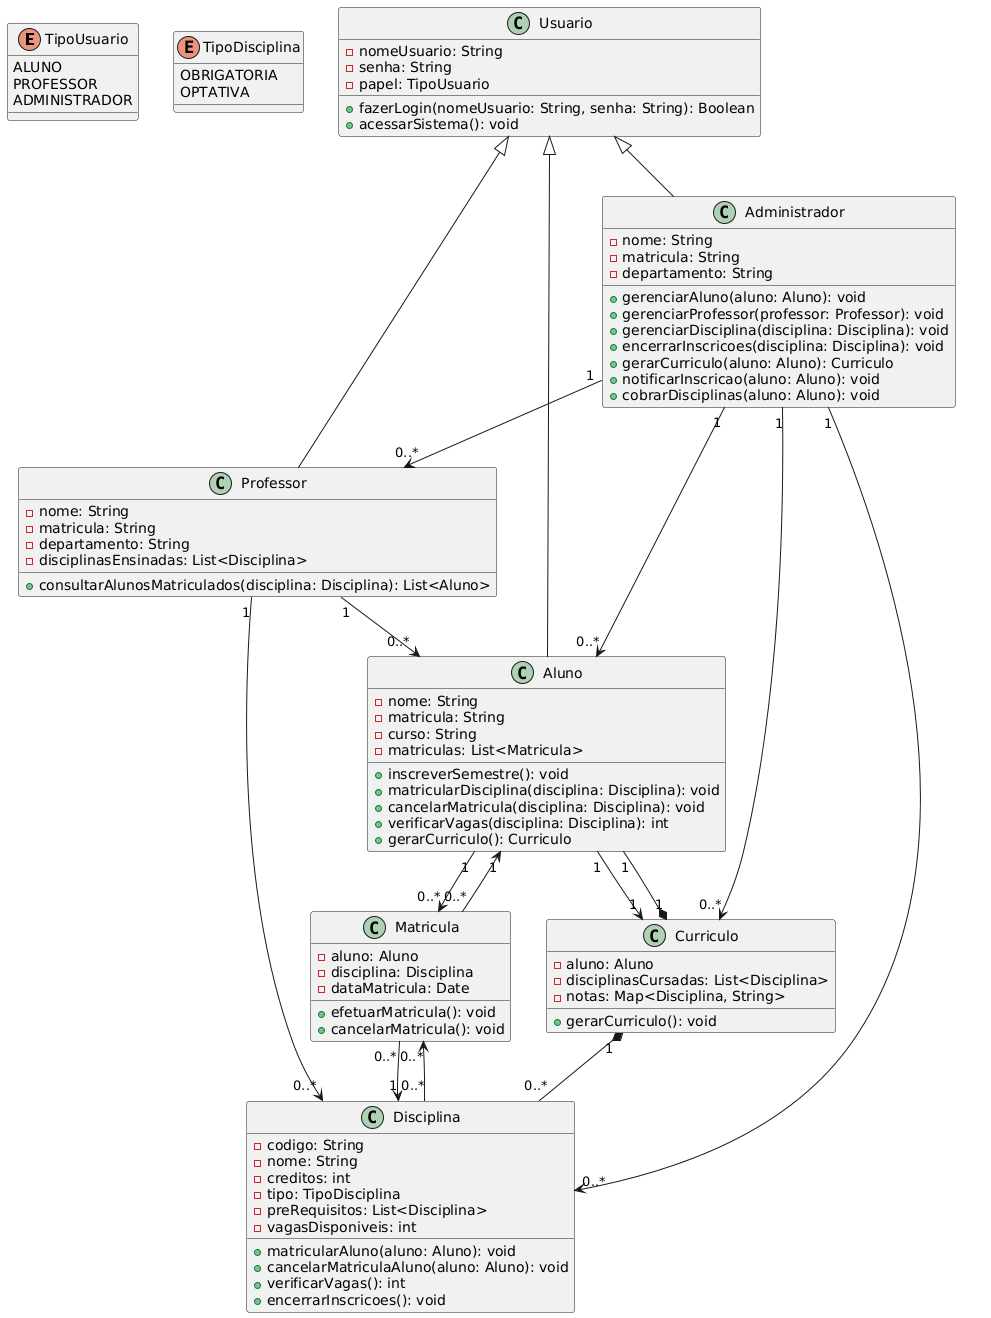 E TipoUsuario
ALUNO
PROFESSOR
ADMINISTRADOR
E TipoDisciplina
OBRIGATORIA
OPTATIVA
C Usuario
nomeUsuario: String
senha: String
papel: TipoUsuario
fazerLogin(nomeUsuario: String, senha: String): Boolean
acessarSistema(): void
C Administrador
nome: String
matricula: String
departamento: String
gerenciarAluno(aluno: Aluno): void
gerenciarProfessor(professor: Professor): void
gerenciarDisciplina(disciplina: Disciplina): void
encerrarInscricoes(disciplina: Disciplina): void
gerarCurriculo(aluno: Aluno): Curriculo
notificarInscricao(aluno: Aluno): void
cobrarDisciplinas(aluno: Aluno): void
1
1
1
1
0..*
C Professor
nome: String
matricula: String
departamento: String
disciplinasEnsinadas: List<Disciplina>
consultarAlunosMatriculados(disciplina: Disciplina): List<Aluno>
1
1
0..*
0..*
C Aluno
nome: String
matricula: String
curso: String
matriculas: List<Matricula>
inscreverSemestre(): void
matricularDisciplina(disciplina: Disciplina): void
cancelarMatricula(disciplina: Disciplina): void
verificarVagas(disciplina: Disciplina): int
gerarCurriculo(): Curriculo
1
1
1
1
0..*
0..*
1
1
0..*
C Matricula
aluno: Aluno
disciplina: Disciplina
dataMatricula: Date
efetuarMatricula(): void
cancelarMatricula(): void
C Curriculo
aluno: Aluno
disciplinasCursadas: List<Disciplina>
notas: Map<Disciplina, String>
gerarCurriculo(): void
0..*
0..*
1
0..*
1
0..*
0..*
C Disciplina
codigo: String
nome: String
creditos: int
tipo: TipoDisciplina
preRequisitos: List<Disciplina>
vagasDisponiveis: int
matricularAluno(aluno: Aluno): void
cancelarMatriculaAluno(aluno: Aluno): void
verificarVagas(): int
encerrarInscricoes(): void
0..*